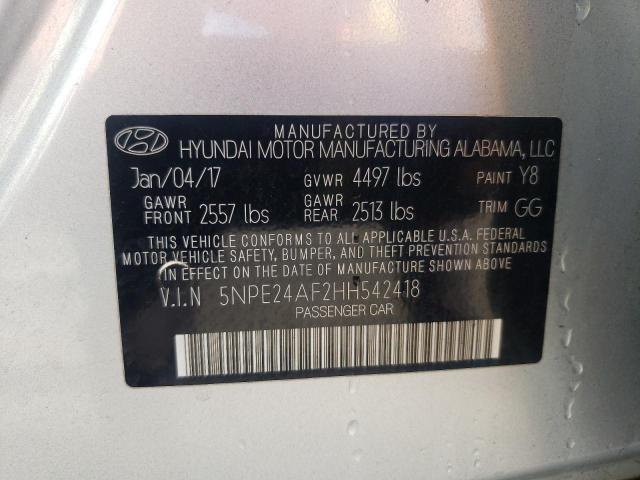 MANUFACTURED BY
HYUNDAI MOTOR MANUFACTURING ALABAMA, LLC
Jan/04/17 GVWR 4497 lbs PAINT Y8
GAWR FRONT 2557 lbs GAWR REAR 2513 lbs TRIM GG
THIS VEHICLE CONFORMS TO ALL APPLICABLE U.S.A. FEDERAL
MOTOR VEHICLE SAFETY, BUMPER, AND THEFT PREVENTION STANDARDS
IN EFFECT ON THE DATE OF MANUFACTURE SHOWN ABOVE.
V.I.N 5NPE24AF2HH542418
PASSENGER CAR